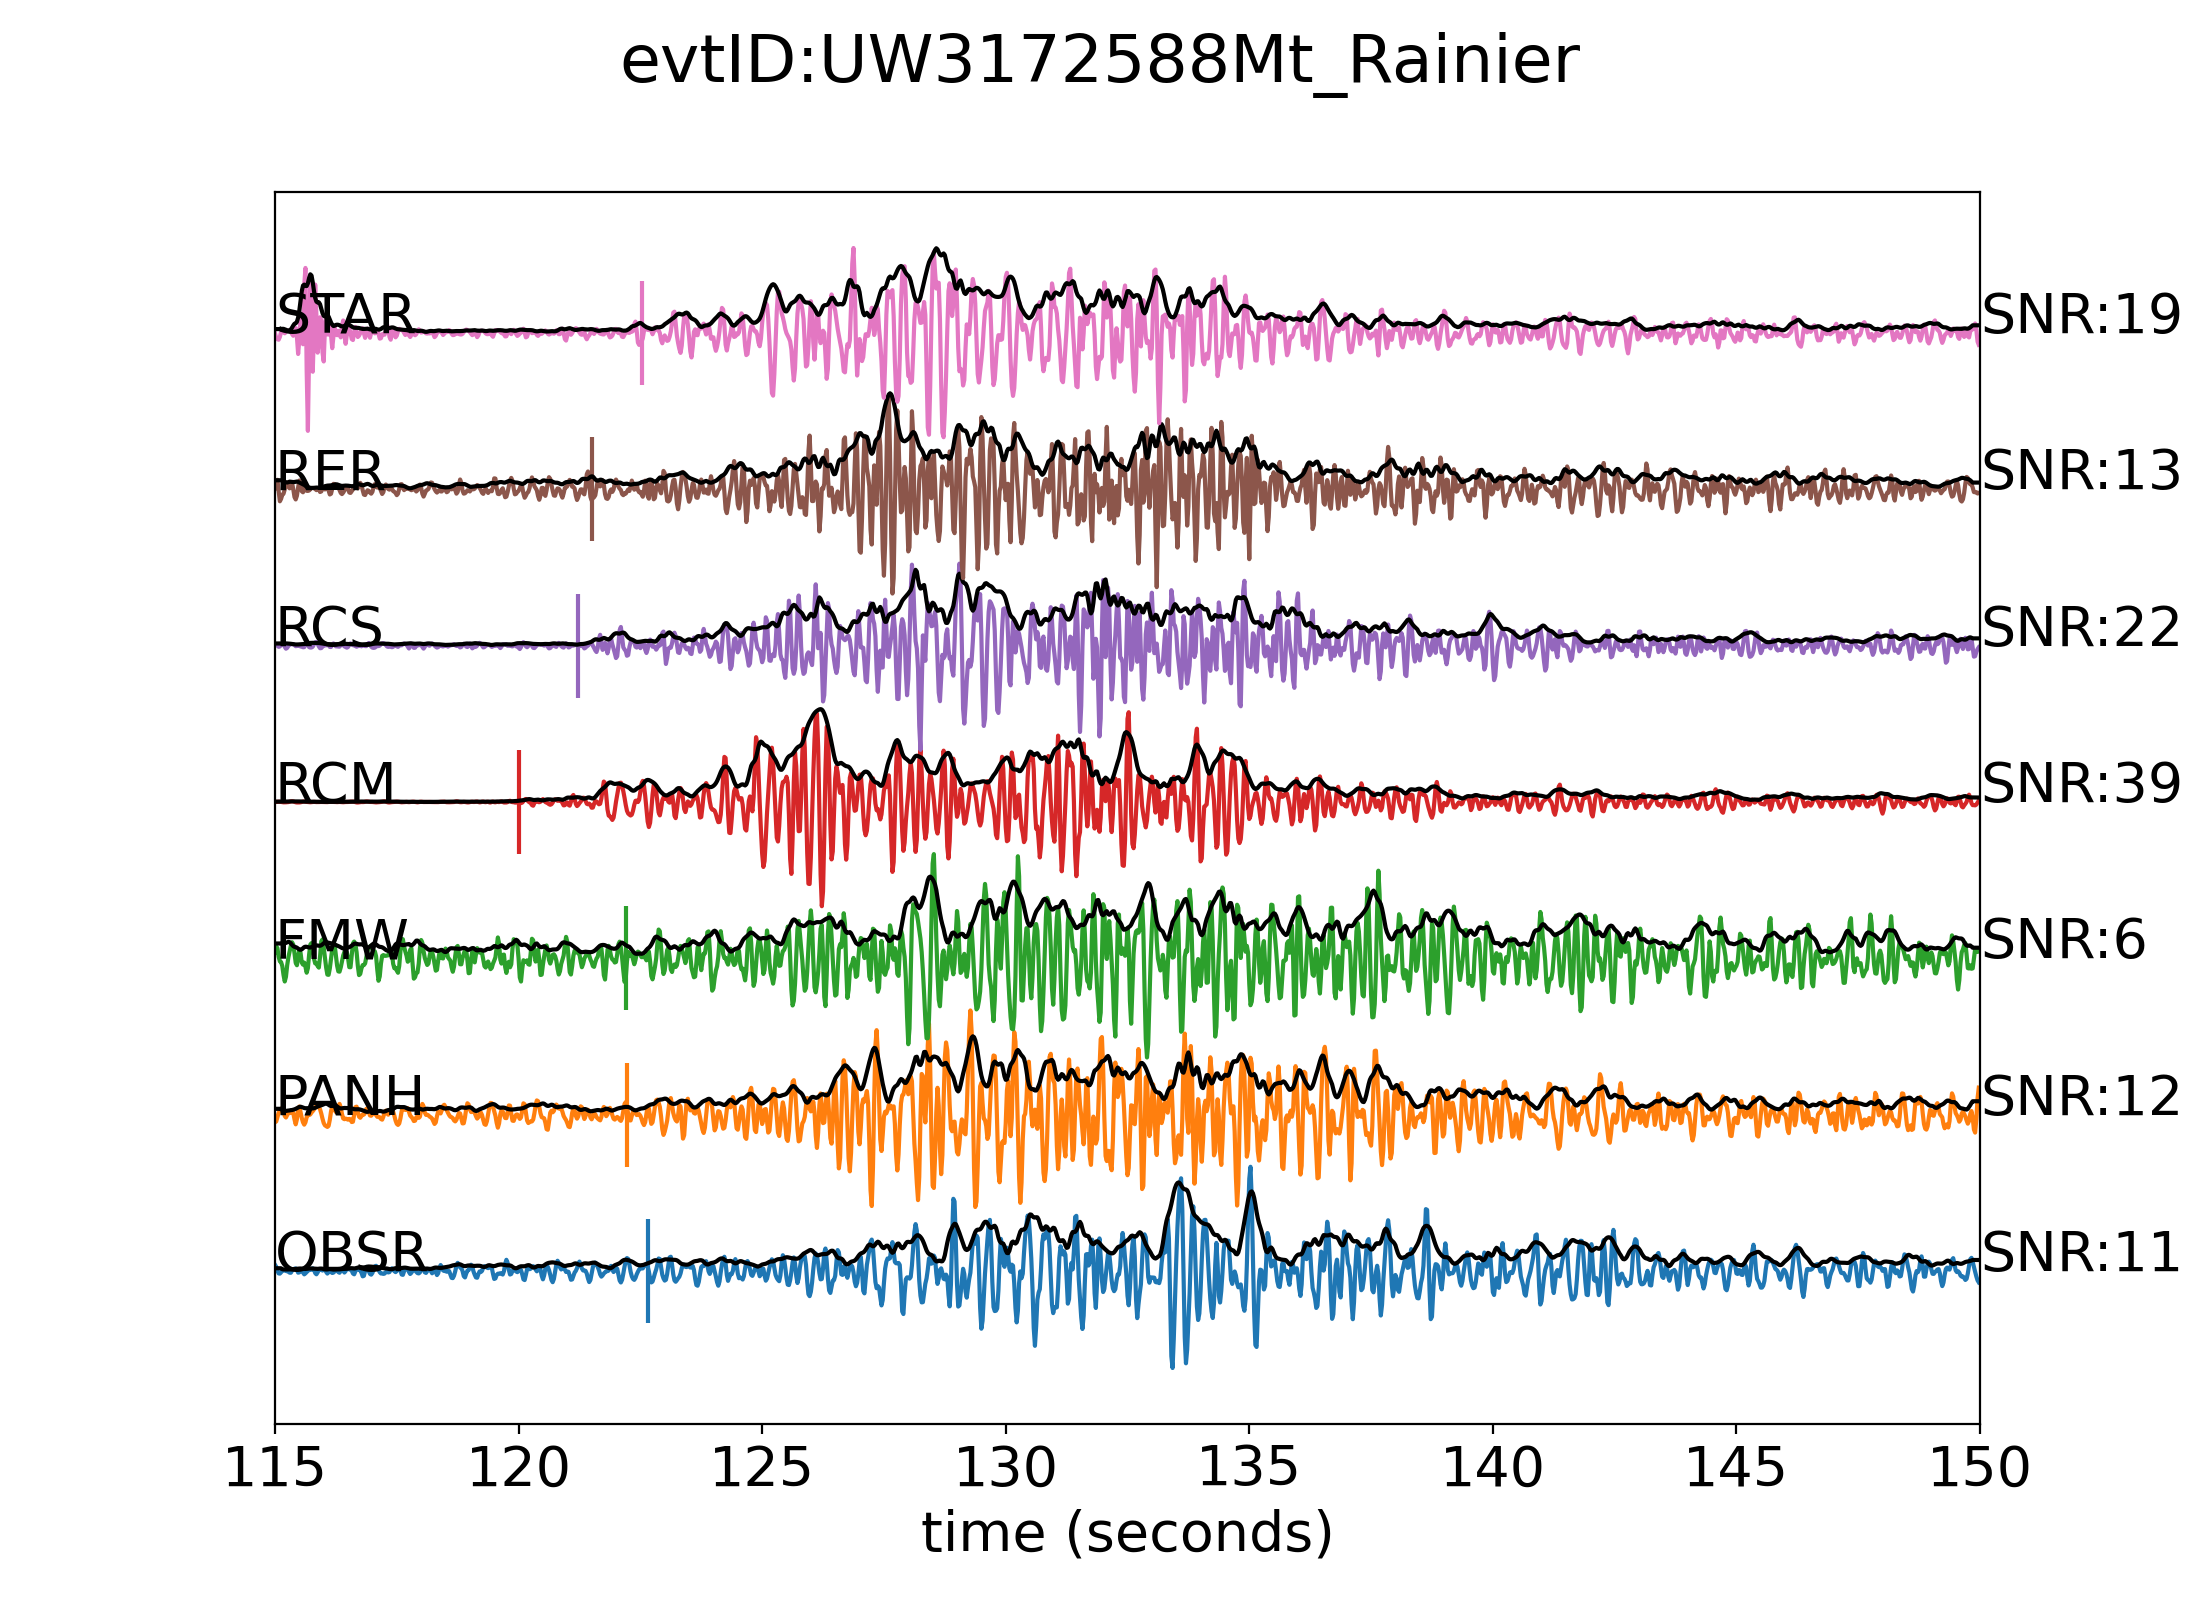 evtID:UW3172588Mt_Rainier
STAR SNR:19
RER SNR:13
RCS SNR:22
RCM SNR:39
FMW SNR:6
PANH SNR:12
OBSR SNR:11
115 120 125 130 135 140 145 150
time (seconds)